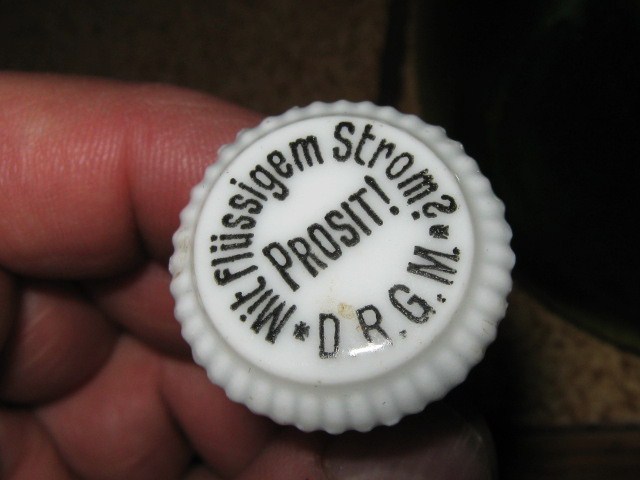 Mit flüssigem Strom?
PROSIT!
* D.R.G.M. *